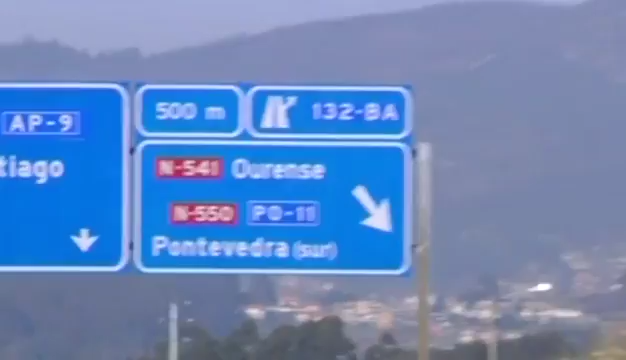 AP-9
tiago
500 m
132-BA
N-541 Ourense
N-550 PO-11
Pontevedra (sur)